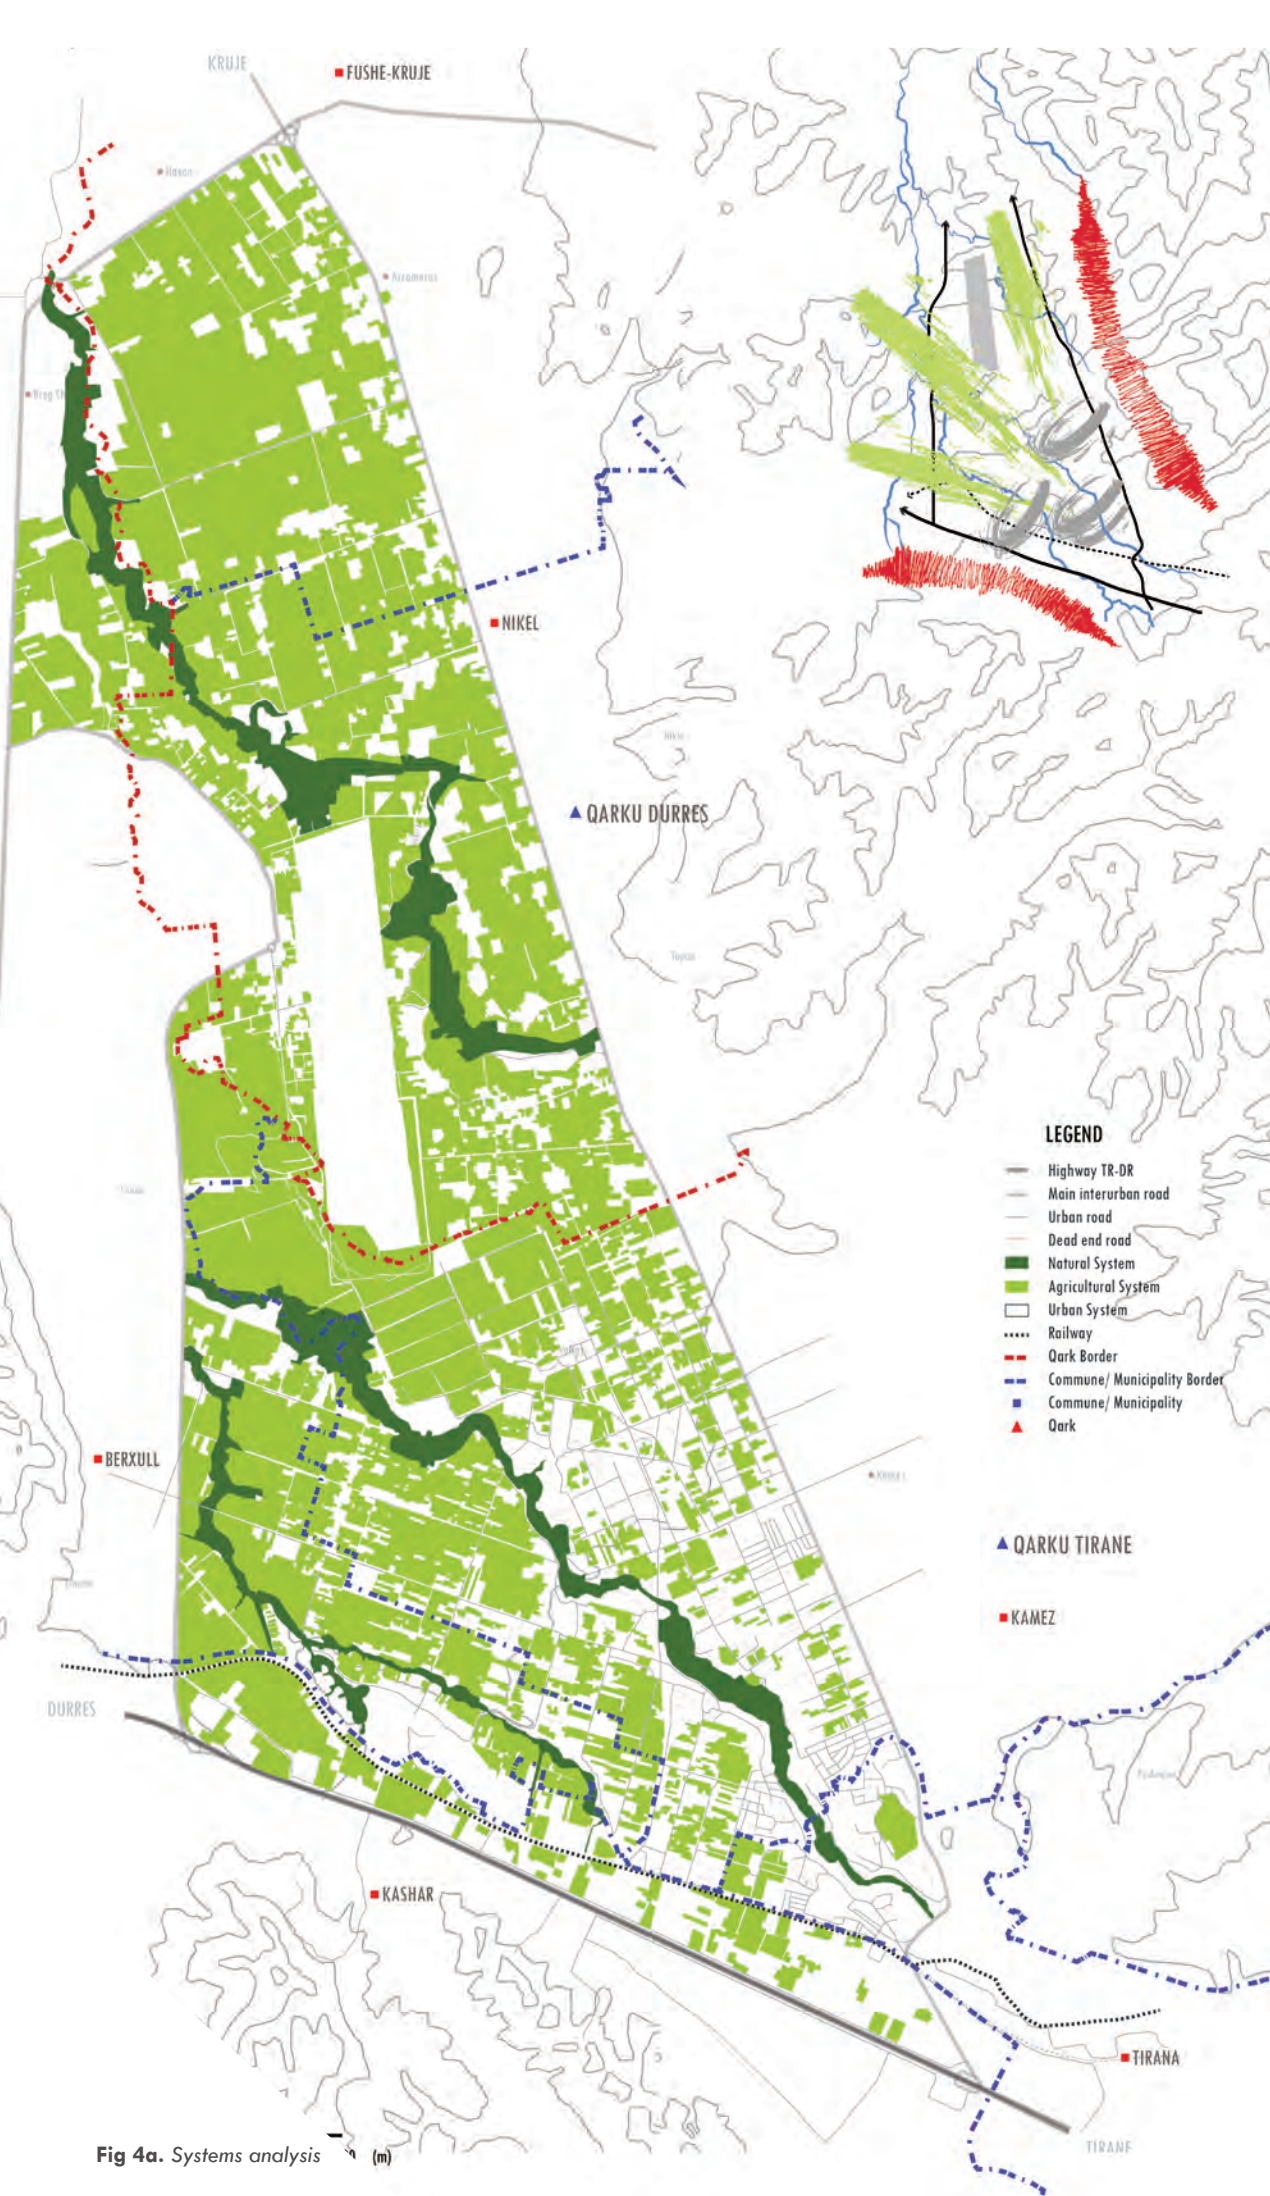 KRUJE
FUSHE-KRUJE
NIKEL
QARKU DURRES
LEGEND
Highway TR-DR
Main interurban road
Urban road
Dead end road
Natural System
Agricultural System
Urban System
Railway
Qark Border
Commune/ Municipality Border
Commune/ Municipality
Qark
BERXULL
QARKU TIRANE
KAMEZ
DURRES
KASHAR
TIRANA
TIRANE
Fig 4a. Systems analysis
(m)